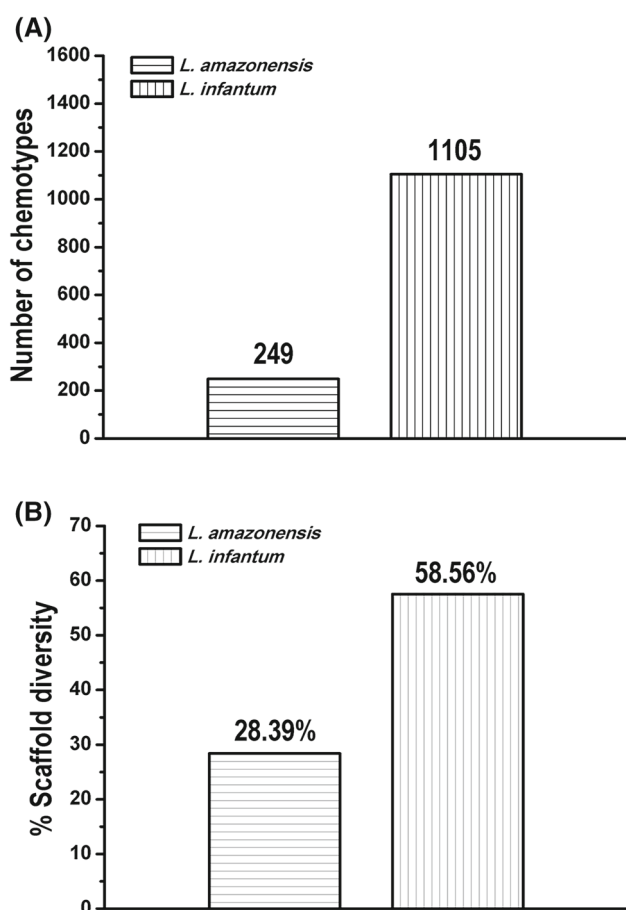 (A)
Number of chemotypes
1600
1400
1200
1000
800
600
400
200
0
L. amazonensis
L. infantum
249
1105
(B)
% Scaffold diversity
70
60
50
40
30
20
10
0
L. amazonensis
L. infantum
28.39%
58.56%